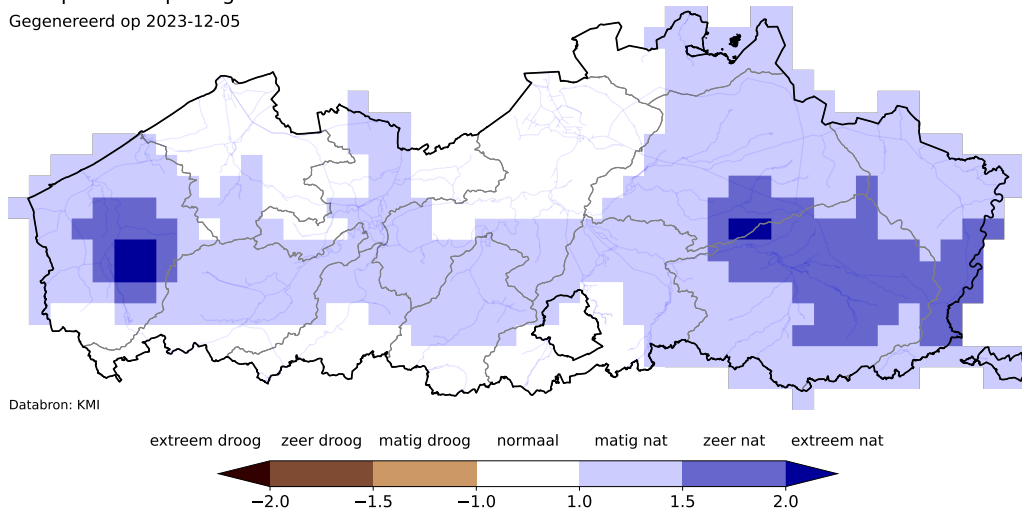 Gegenereerd op 2023-12-05
Databron: KMI
extreem droog zeer droog matig droog normaal matig nat zeer nat extreem nat
−2.0 −1.5 −1.0 1.0 1.5 2.0